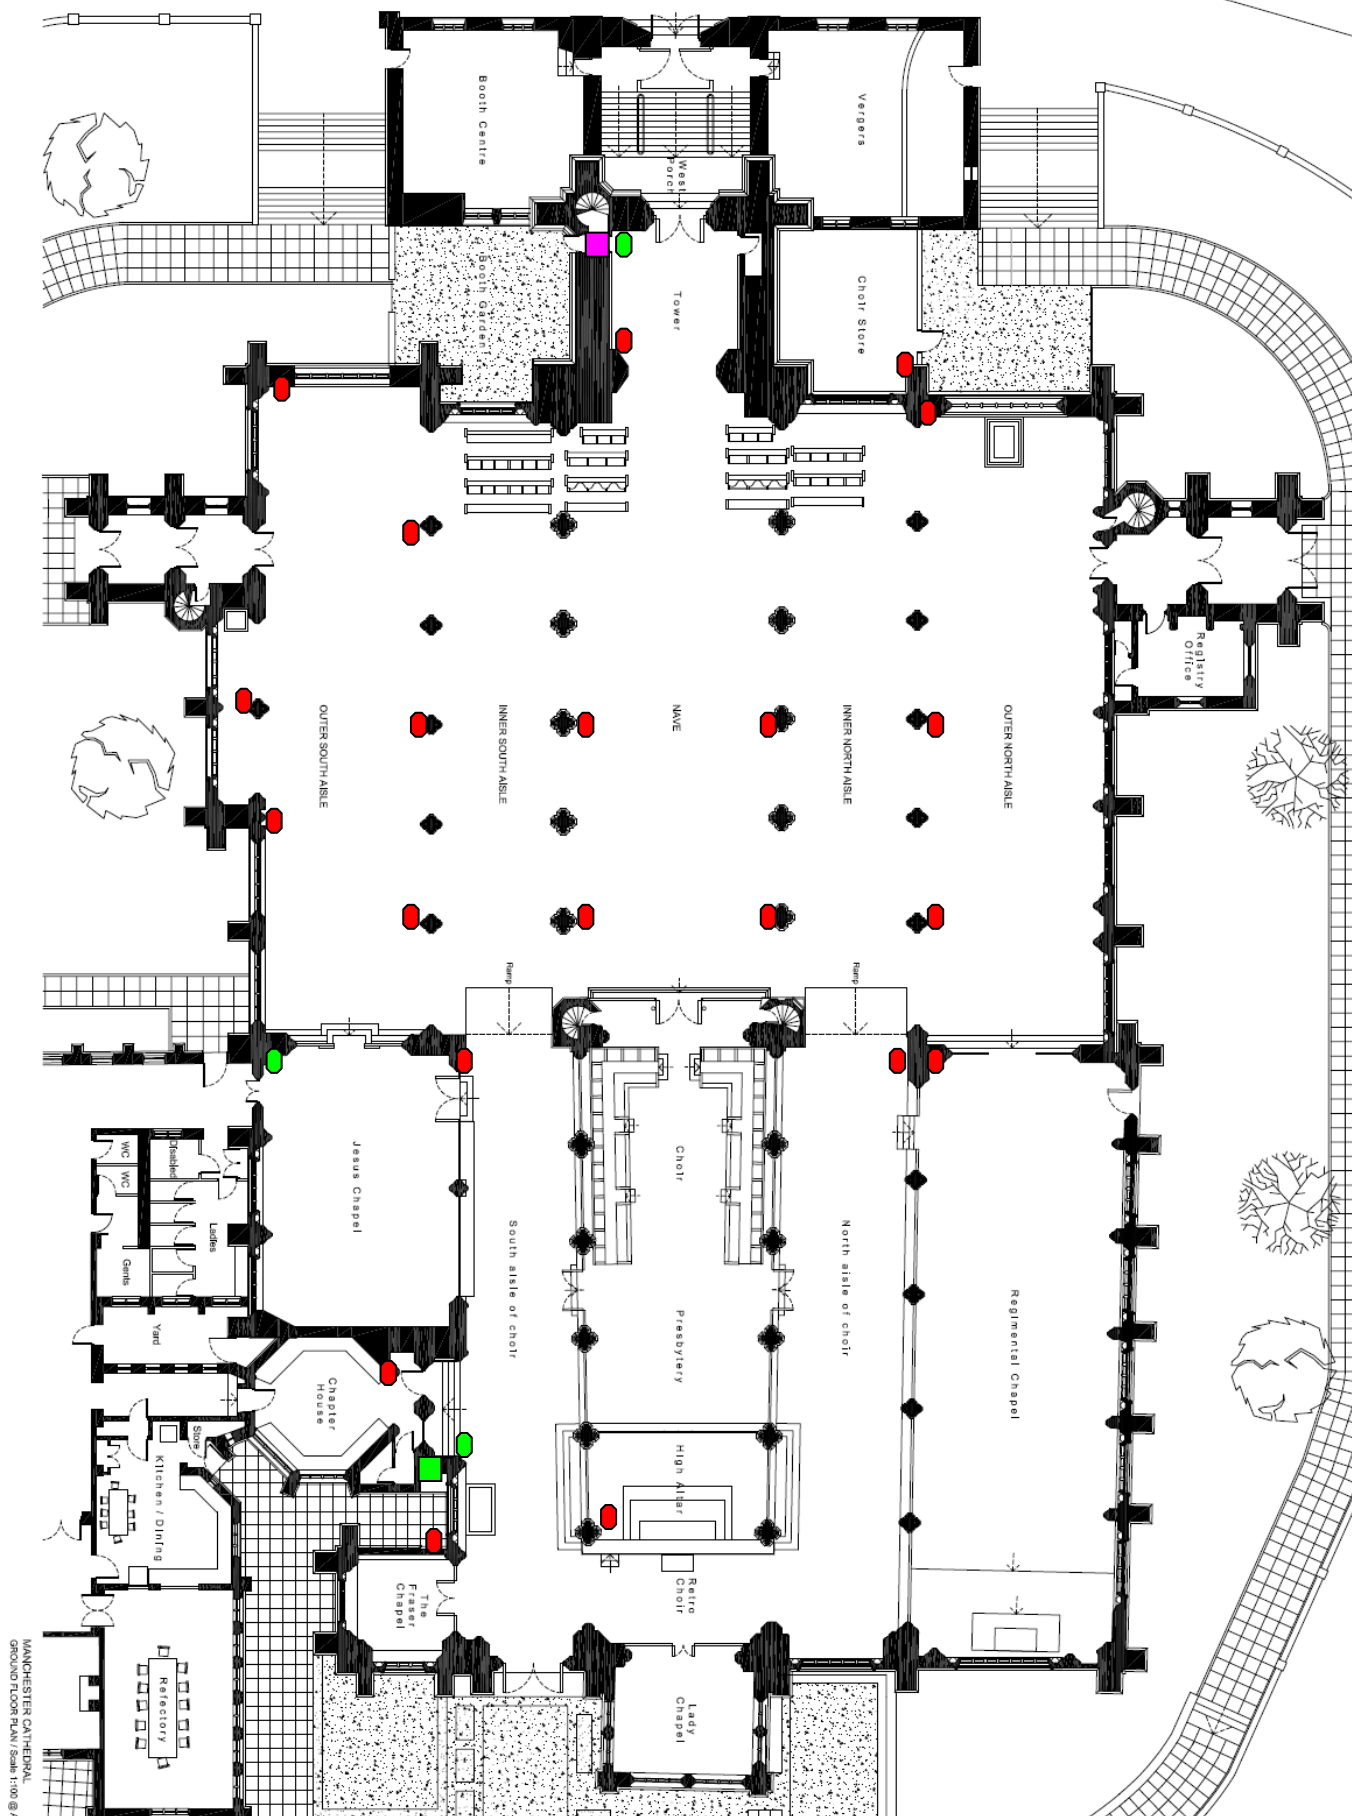 Booth Centre
Vergers
West
Porch
Booth Garden
Tower
Choir Store
Registry
Office
OUTER SOUTH AISLE
INNER SOUTH AISLE
NAVE
INNER NORTH AISLE
OUTER NORTH AISLE
Ramp
Ramp
WC
WC
Disabled
Ladies
Gents
Jesus Chapel
Choir
South aisle of choir
North aisle of choir
Presbytery
Regimental Chapel
Yard
Chapter
House
Store
Kitchen / Dining
High Altar
The
Fraser
Chapel
Retro
Choir
Refectory
Lady
Chapel
MANCHESTER CATHEDRAL
GROUND FLOOR PLAN / Scale 1:100 @